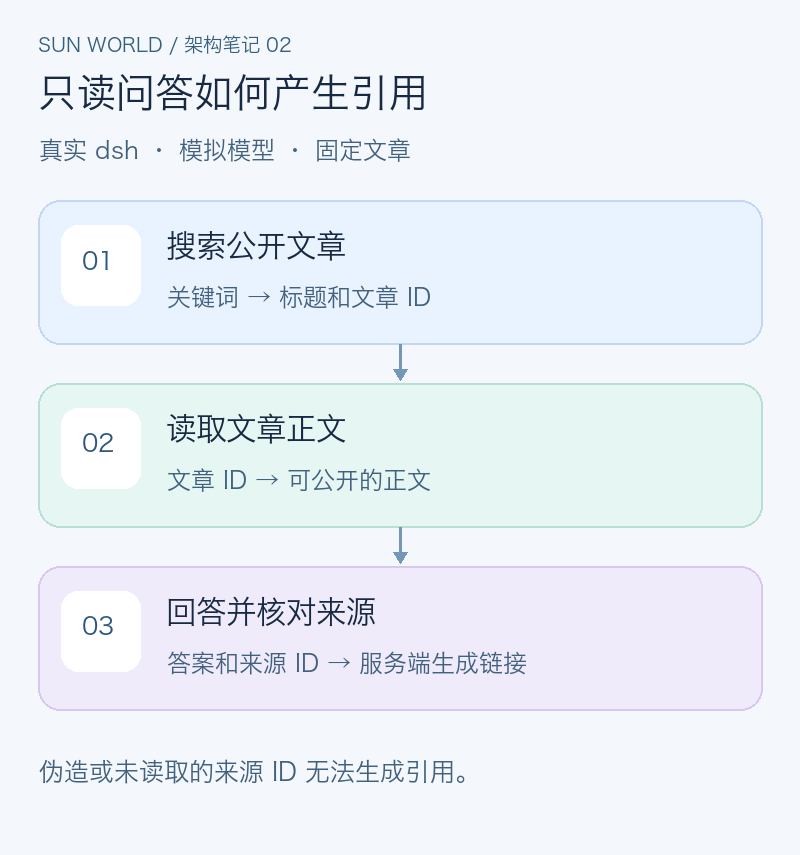 SUN WORLD / 架构笔记 02
只读问答如何产生引用
真实 dsh · 模拟模型 · 固定文章
01
搜索公开文章
关键词 → 标题和文章 ID
02
读取文章正文
文章 ID → 可公开的正文
03
回答并核对来源
答案和来源 ID → 服务端生成链接
伪造或未读取的来源 ID 无法生成引用。